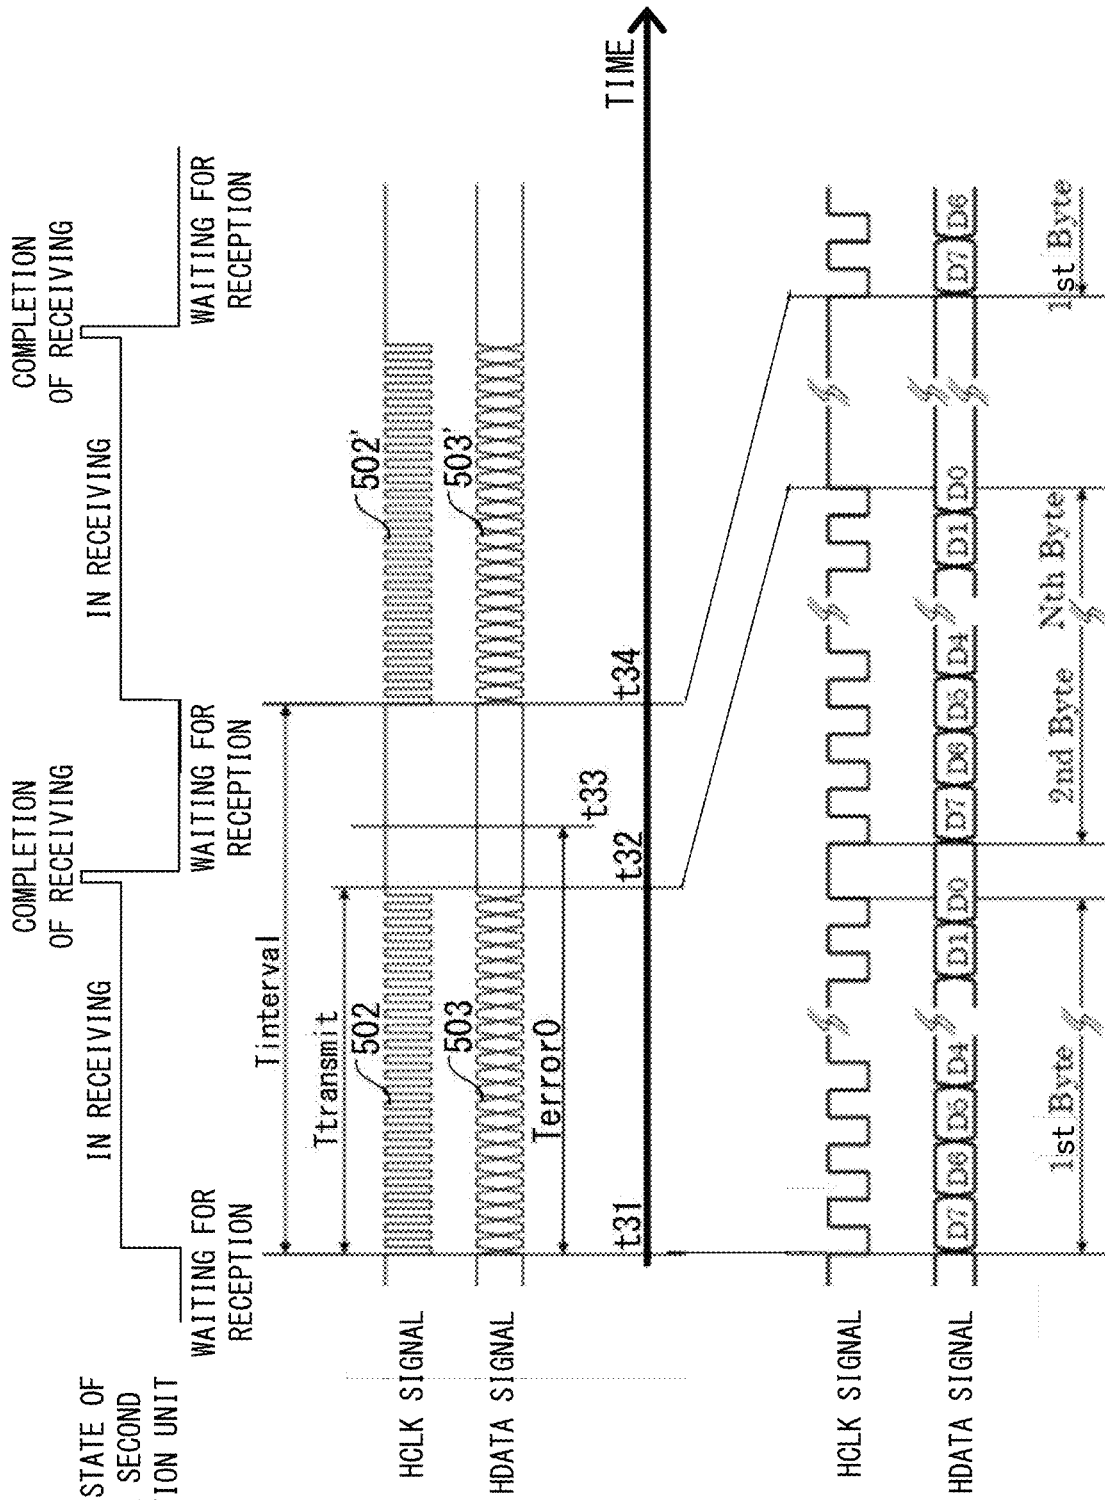 STATE OF
SECOND
TION UNIT
WAITING FOR
RECEPTION
IN RECEIVING
COMPLETION
OF RECEIVING
WAITING FOR
RECEPTION
IN RECEIVING
COMPLETION
OF RECEIVING
WAITING FOR
RECEPTION
Tinterval
Ttransmit
HCLK SIGNAL
502
502'
HDATA SIGNAL
503
503'
Terror0
t31
t32
t33
t34
TIME
HCLK SIGNAL
HDATA SIGNAL
D7 D6 D5 D4 D1 D0 D7 D6 D5 D4 D1 D0 D7 D6
1st Byte
2nd Byte
Nth Byte
1st Byte